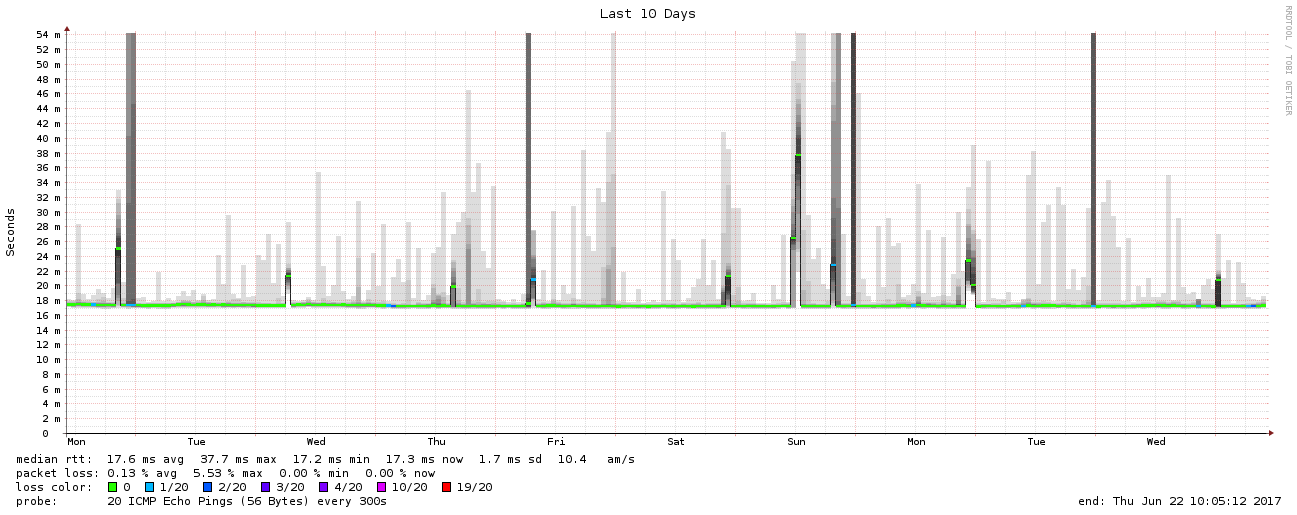 Last 10 Days
RRDTOOL / TOBI OETIKER
Seconds
54 m
52 m
50 m
48 m
46 m
44 m
42 m
40 m
38 m
36 m
34 m
32 m
30 m
28 m
26 m
24 m
22 m
20 m
18 m
16 m
14 m
12 m
10 m
8 m
6 m
4 m
2 m
0
Mon Tue Wed Thu Fri Sat Sun Mon Tue Wed
median rtt: 17.6 ms avg 37.7 ms max 17.2 ms min 17.3 ms now 1.7 ms sd 10.4 am/s
packet loss: 0.13 % avg 5.53 % max 0.00 % min 0.00 % now
loss color: 0 1/20 2/20 3/20 4/20 10/20 19/20
probe: 20 ICMP Echo Pings (56 Bytes) every 300s
end: Thu Jun 22 10:05:12 2017